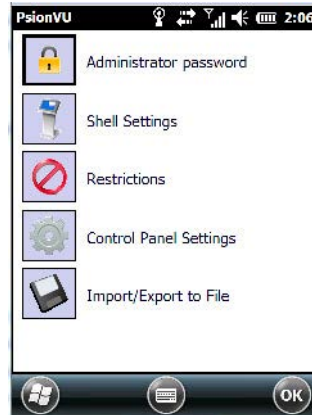 PsionVU 2:06
Administrator password
Shell Settings
Restrictions
Control Panel Settings
Import/Export to File
OK